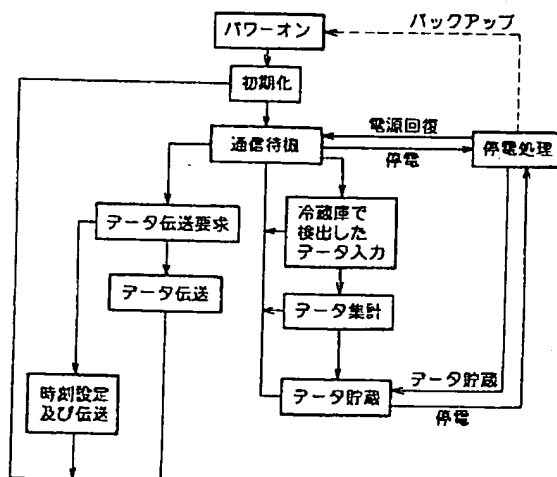 パワーオン
バックアップ
初期化
電源回復
通信待機
停電
停電処理
データ伝送要求
冷蔵庫で
検出した
データ入力
データ伝送
データ集計
時刻設定
及び伝送
データ貯蔵
データ貯蔵
停電